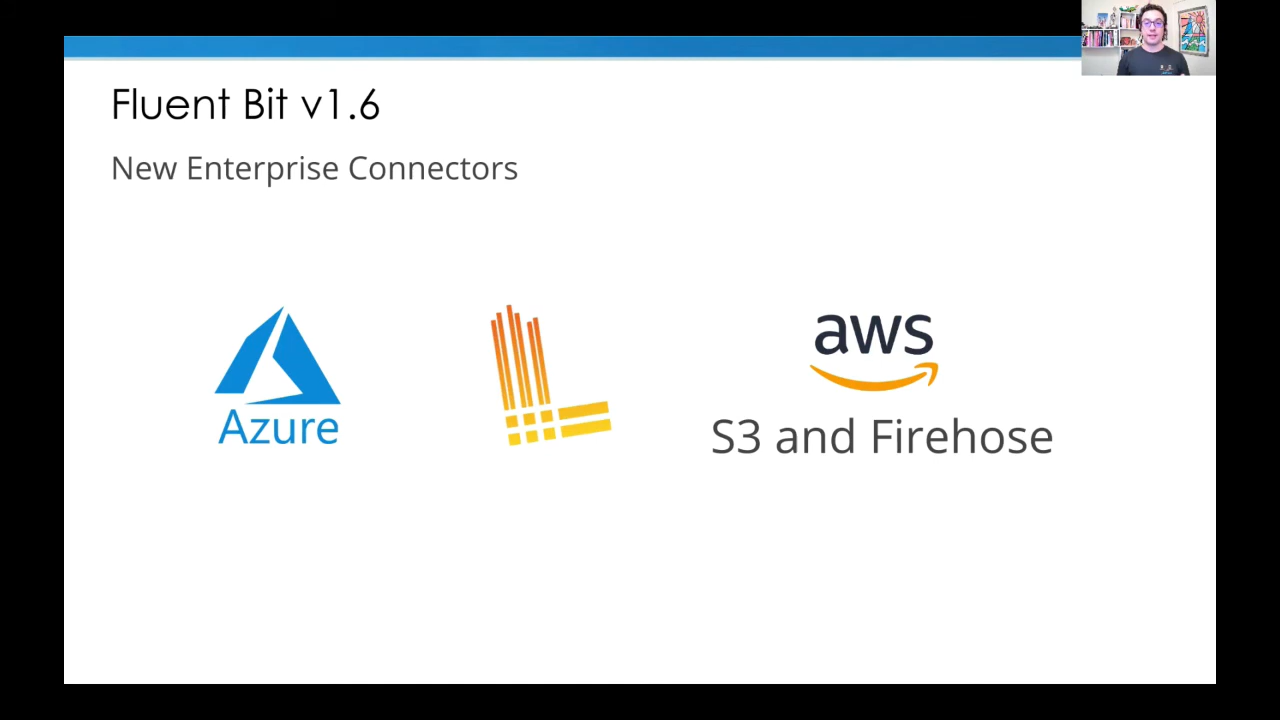 Fluent Bit v1.6
New Enterprise Connectors
Azure
aws
S3 and Firehose